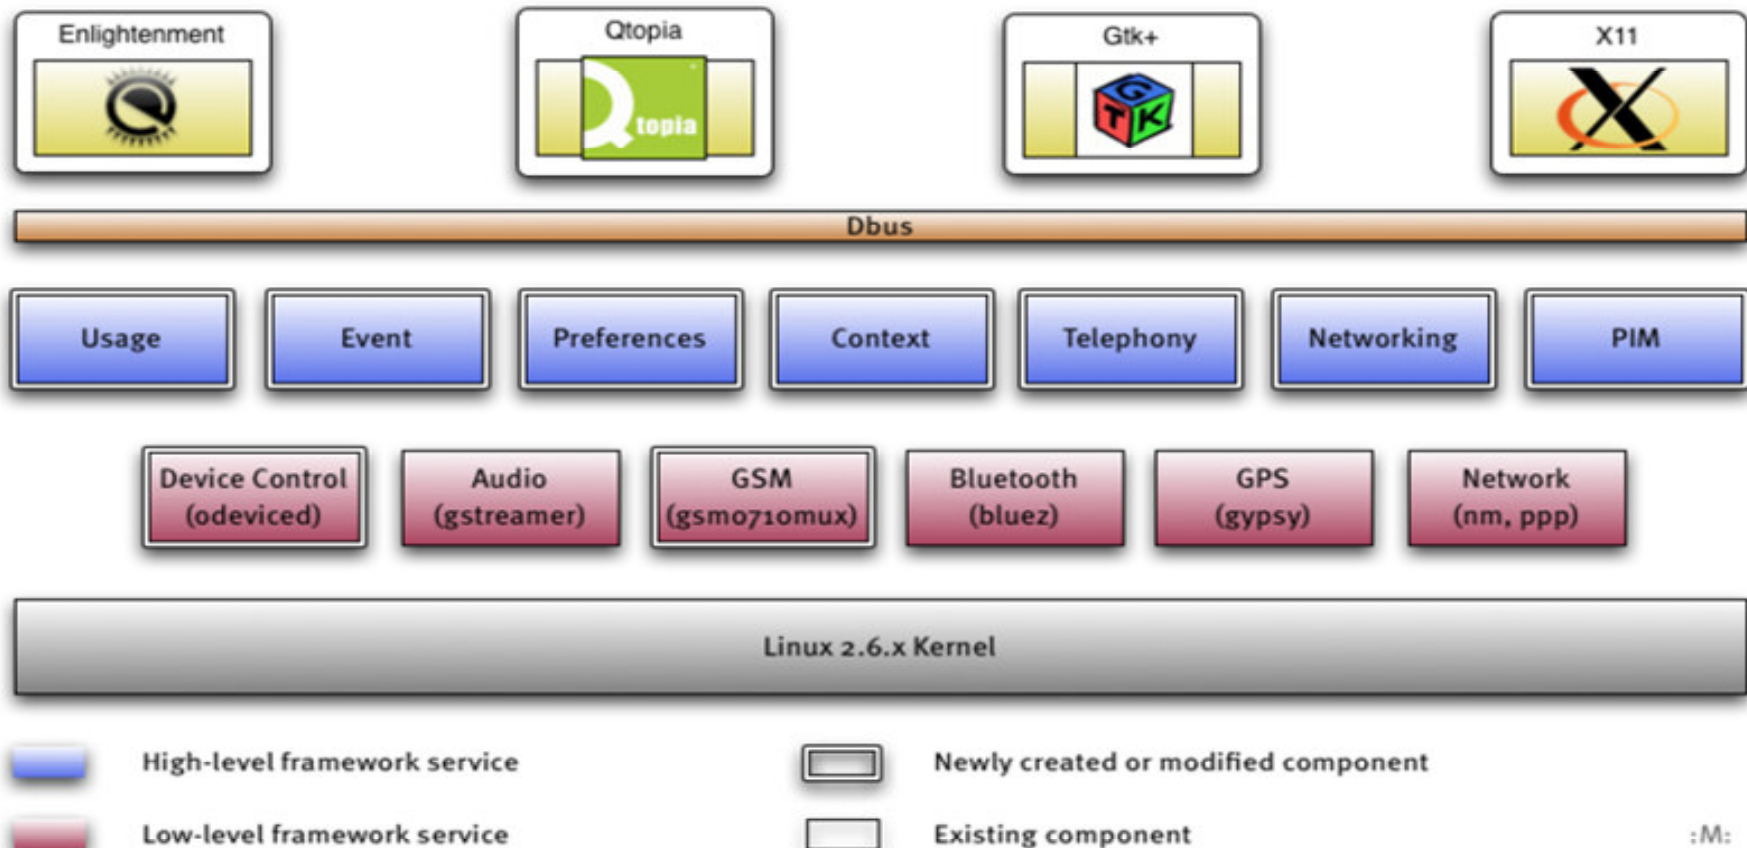 Enlightenment
Qtopia
Gtk+
X11
topia
G
T
K
X
Dbus
Usage
Event
Preferences
Context
Telephony
Networking
PIM
Device Control
(odeviced)
Audio
(gstreamer)
GSM
(gsm0710mux)
Bluetooth
(bluez)
GPS
(gypsy)
Network
(nm, ppp)
Linux 2.6.x Kernel
High-level framework service
Newly created or modified component
Low-level framework service
Existing component
:M: